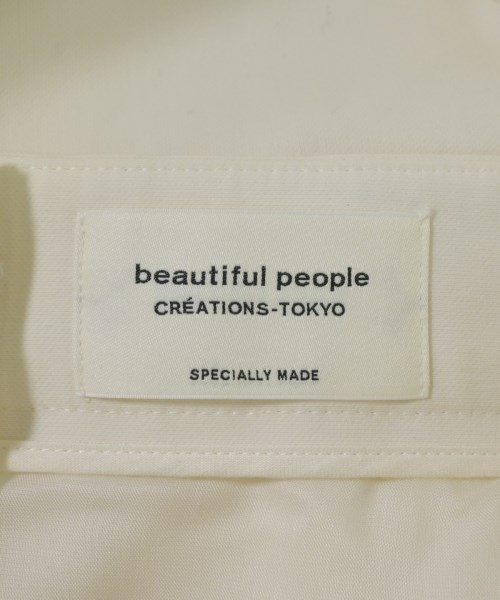 beautiful people
CRÉATIONS-TOKYO
SPECIALLY MADE